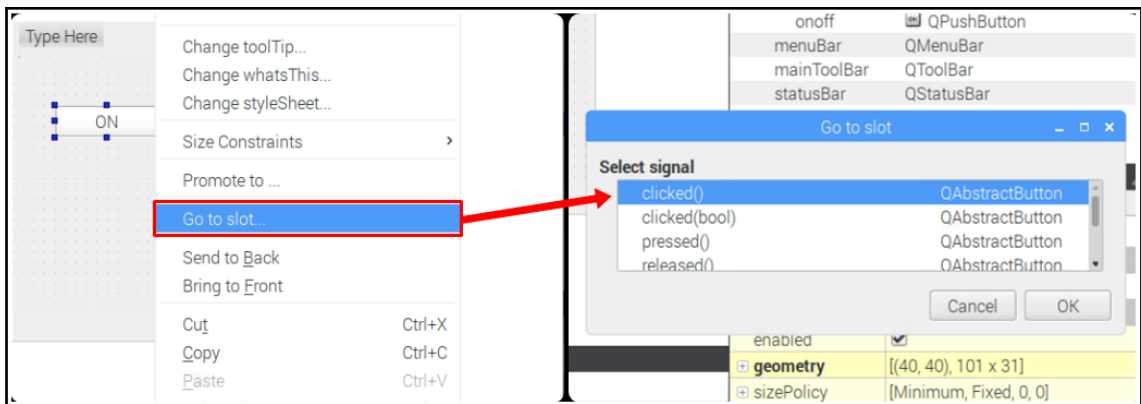 Type Here
ON
Change toolTip...
Change whatsThis...
Change styleSheet...
Size Constraints
Promote to ...
Go to slot...
Send to Back
Bring to Front
Cut Ctrl+X
Copy Ctrl+C
Paste Ctrl+V
onoff QPushButton
menuBar QMenuBar
mainToolBar QToolBar
statusBar QStatusBar
Go to slot
Select signal
clicked() QAbstractButton
clicked(bool) QAbstractButton
pressed() QAbstractButton
released() QAbstractButton
Cancel OK
enabled
geometry [(40, 40), 101 x 31]
sizePolicy [Minimum, Fixed, 0, 0]